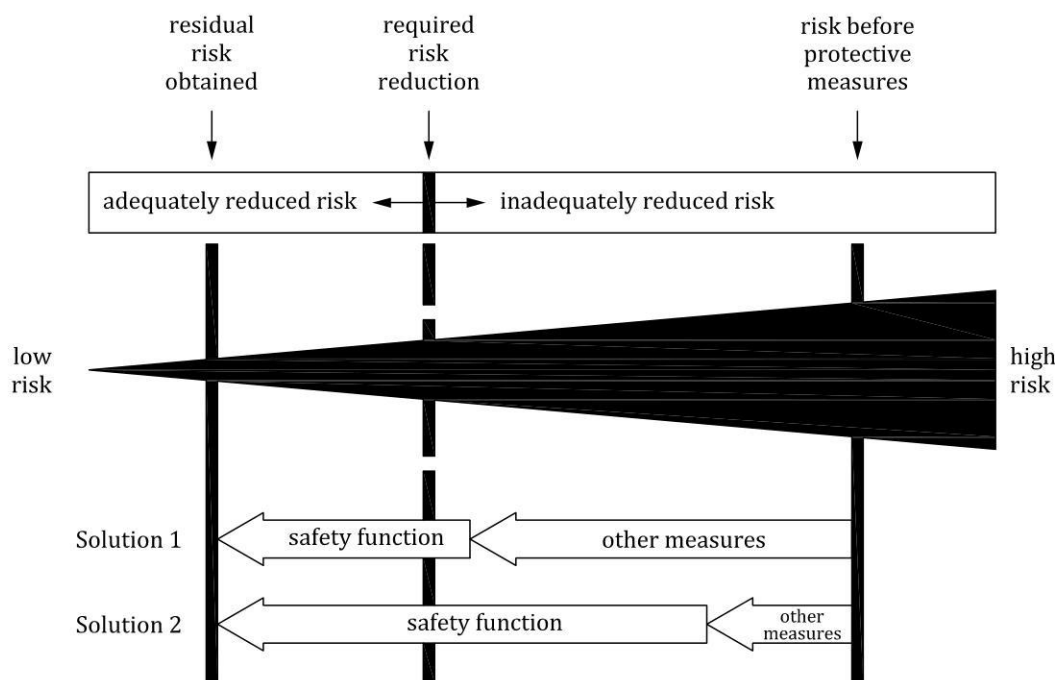 residual
risk
obtained
required
risk
reduction
risk before
protective
measures
adequately reduced risk
inadequately reduced risk
low
risk
high
risk
Solution 1
safety function
other measures
Solution 2
safety function
other
measures